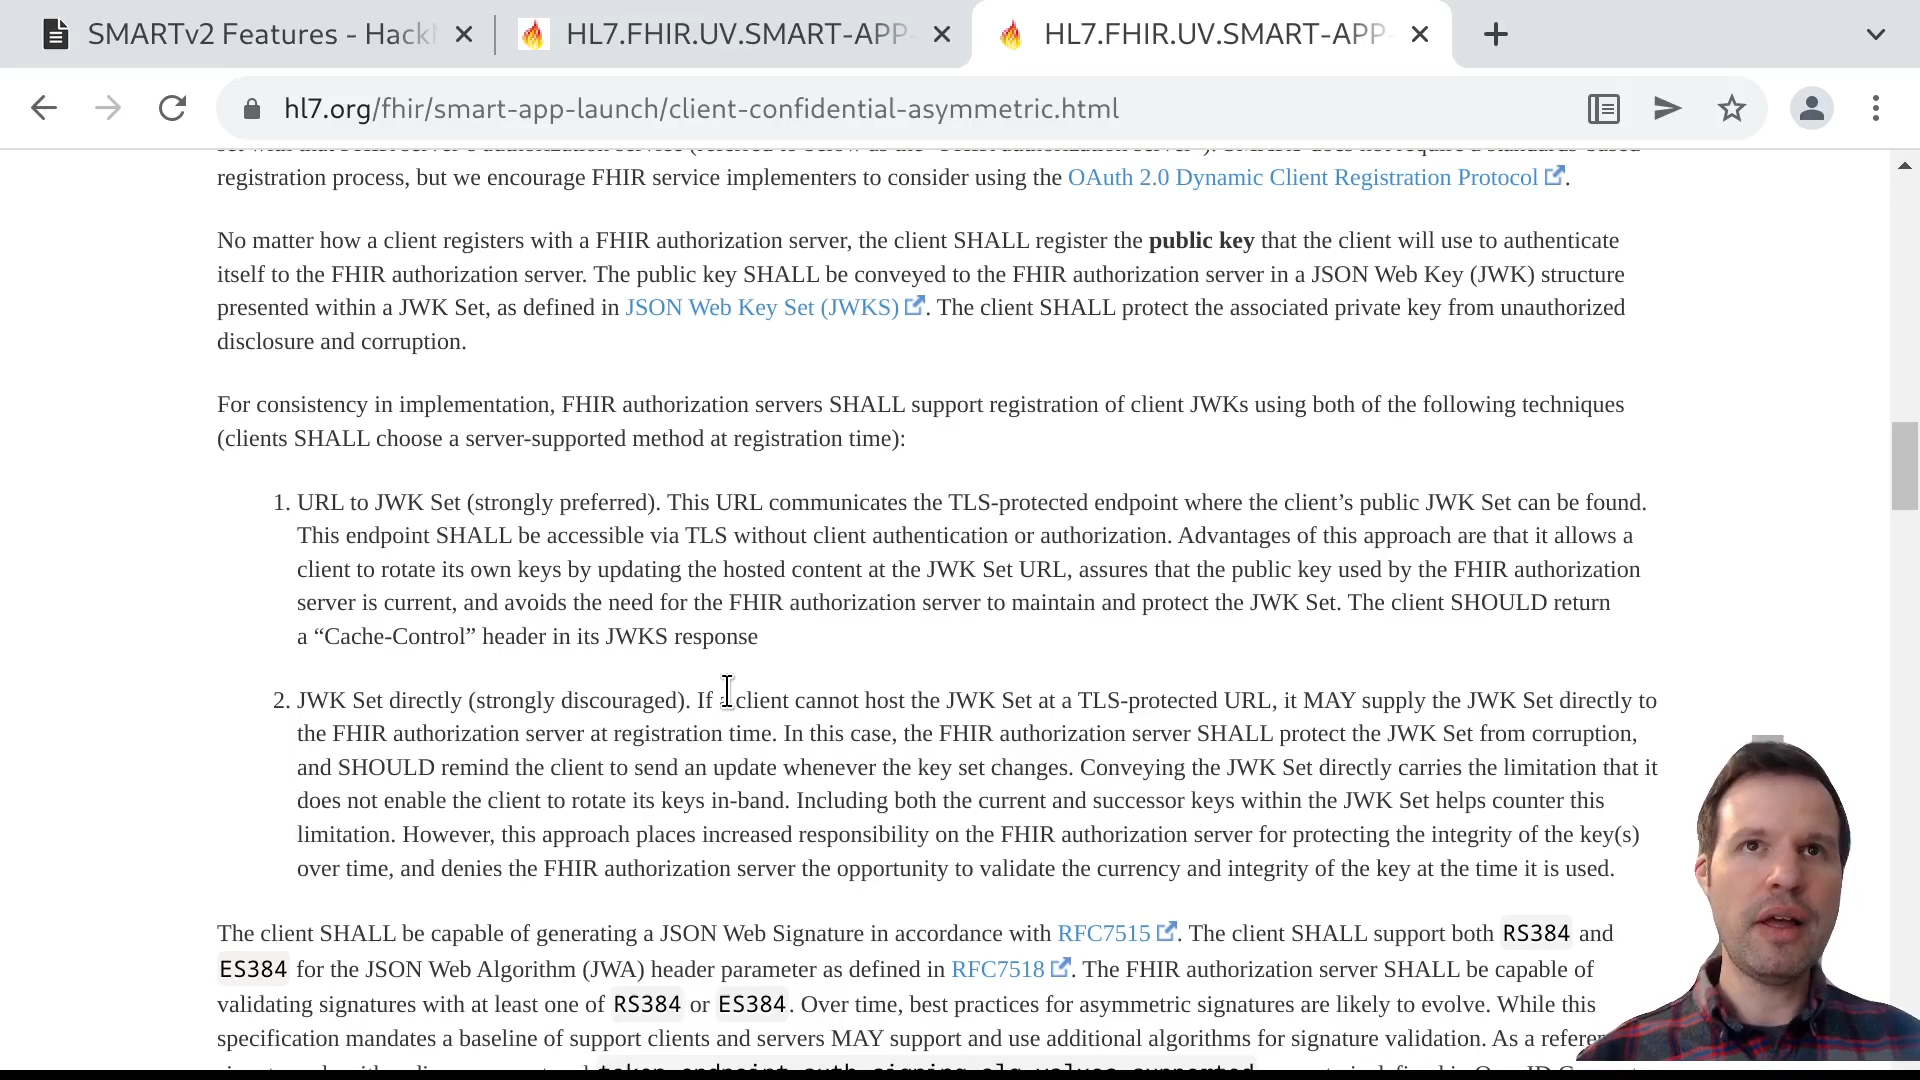 SMARTv2 Features - Hack
HL7.FHIR.UV.SMART-APP-
HL7.FHIR.UV.SMART-APP-
hl7.org/fhir/smart-app-launch/client-confidential-asymmetric.html
registration process, but we encourage FHIR service implementers to consider using the OAuth 2.0 Dynamic Client Registration Protocol.
No matter how a client registers with a FHIR authorization server, the client SHALL register the public key that the client will use to authenticate
itself to the FHIR authorization server. The public key SHALL be conveyed to the FHIR authorization server in a JSON Web Key (JWK) structure
presented within a JWK Set, as defined in JSON Web Key Set (JWKS). The client SHALL protect the associated private key from unauthorized
disclosure and corruption.
For consistency in implementation, FHIR authorization servers SHALL support registration of client JWKs using both of the following techniques
(clients SHALL choose a server-supported method at registration time):
1. URL to JWK Set (strongly preferred). This URL communicates the TLS-protected endpoint where the client’s public JWK Set can be found.
This endpoint SHALL be accessible via TLS without client authentication or authorization. Advantages of this approach are that it allows a
client to rotate its own keys by updating the hosted content at the JWK Set URL, assures that the public key used by the FHIR authorization
server is current, and avoids the need for the FHIR authorization server to maintain and protect the JWK Set. The client SHOULD return
a “Cache-Control” header in its JWKS response
2. JWK Set directly (strongly discouraged). If a client cannot host the JWK Set at a TLS-protected URL, it MAY supply the JWK Set directly to
the FHIR authorization server at registration time. In this case, the FHIR authorization server SHALL protect the JWK Set from corruption,
and SHOULD remind the client to send an update whenever the key set changes. Conveying the JWK Set directly carries the limitation that it
does not enable the client to rotate its keys in-band. Including both the current and successor keys within the JWK Set helps counter this
limitation. However, this approach places increased responsibility on the FHIR authorization server for protecting the integrity of the key(s)
over time, and denies the FHIR authorization server the opportunity to validate the currency and integrity of the key at the time it is used.
The client SHALL be capable of generating a JSON Web Signature in accordance with RFC7515. The client SHALL support both RS384 and
ES384 for the JSON Web Algorithm (JWA) header parameter as defined in RFC7518. The FHIR authorization server SHALL be capable of
validating signatures with at least one of RS384 or ES384. Over time, best practices for asymmetric signatures are likely to evolve. While this
specification mandates a baseline of support clients and servers MAY support and use additional algorithms for signature validation. As a